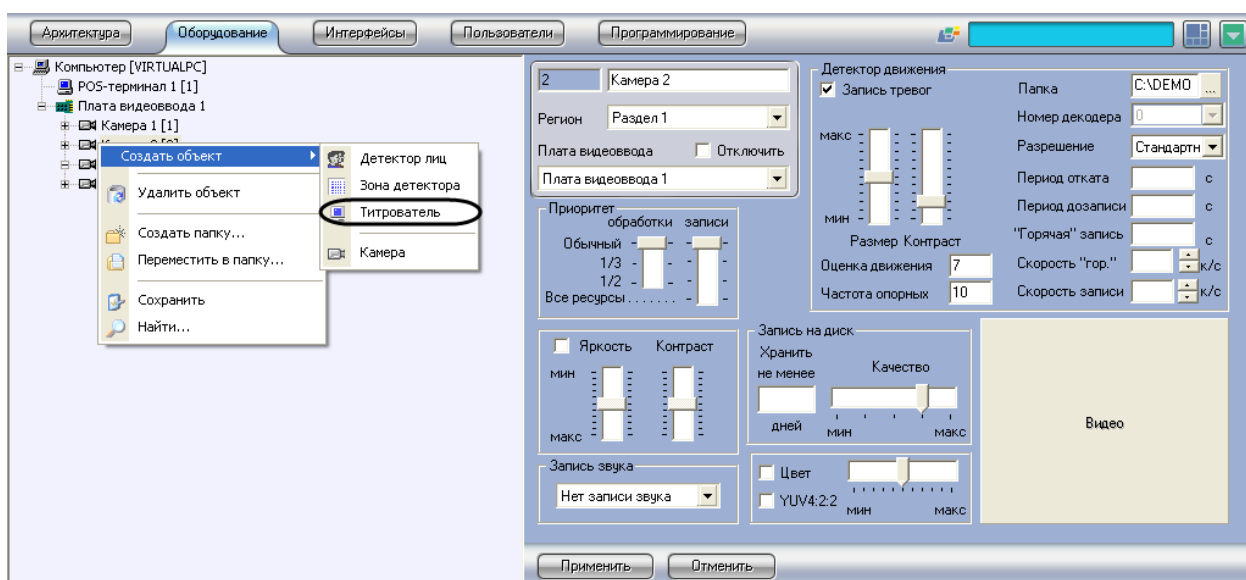 Архитектура Оборудование Интерфейсы Пользователи Программирование
Компьютер [VIRTUALPC]
POS-терминал 1 [1]
Плата видеоввода 1
Камера 1 [1]
Создать объект
Удалить объект
Создать папку...
Переместить в папку...
Сохранить
Найти...
Детектор лиц
Зона детектора
Титрователь
Камера
2 Камера 2
Регион Раздел 1
Плата видеоввода Отключить
Плата видеоввода 1
Приоритет
обработки записи
Обычный
1/3
1/2
Все ресурсы.......
Яркость Контраст
мин
макс
Запись звука
Нет записи звука
Детектор движения
Запись тревог
макс
мин
Размер Контраст
Оценка движения 7
Частота опорных 10
Папка C:\DEMO ...
Номер декодера 0
Разрешение Стандартн
Период отката с
Период дозаписи с
"Горячая" запись с
Скорость "гор." к/с
Скорость записи к/с
Запись на диск
Хранить
не менее
дней
Качество
мин макс
Цвет
YUV4:2:2
мин макс
Видео
Применить Отменить